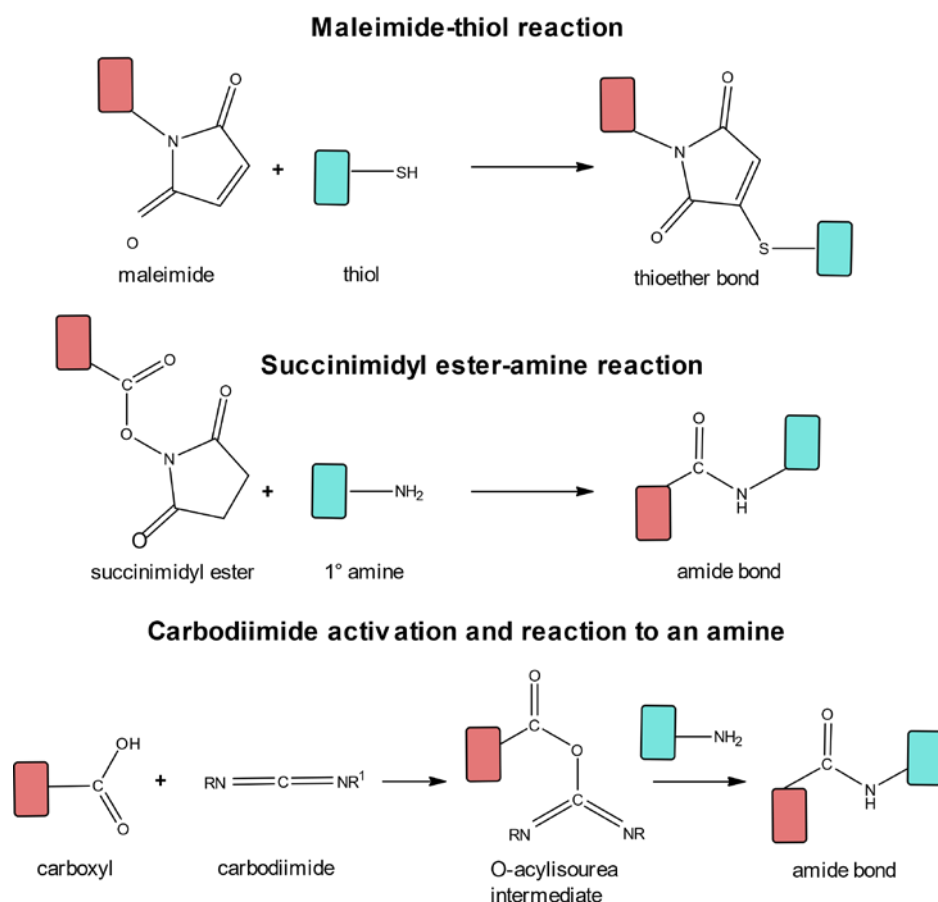 Maleimide-thiol reaction
O
O
N
+
SH
N
O
O
S
maleimide
thiol
thioether bond
O
C
O
Succinimidyl ester-amine reaction
O
O
N
+
NH₂
O
C
N
H
O
succinimidyl ester
1° amine
amide bond
Carbodiimide activation and reaction to an amine
OH
C
O
+
RN
C
NR¹
O
C
O
C
RN
NR
NH₂
O
C
N
H
carboxyl
carbodiimide
O-acylisourea
intermediate
amide bond